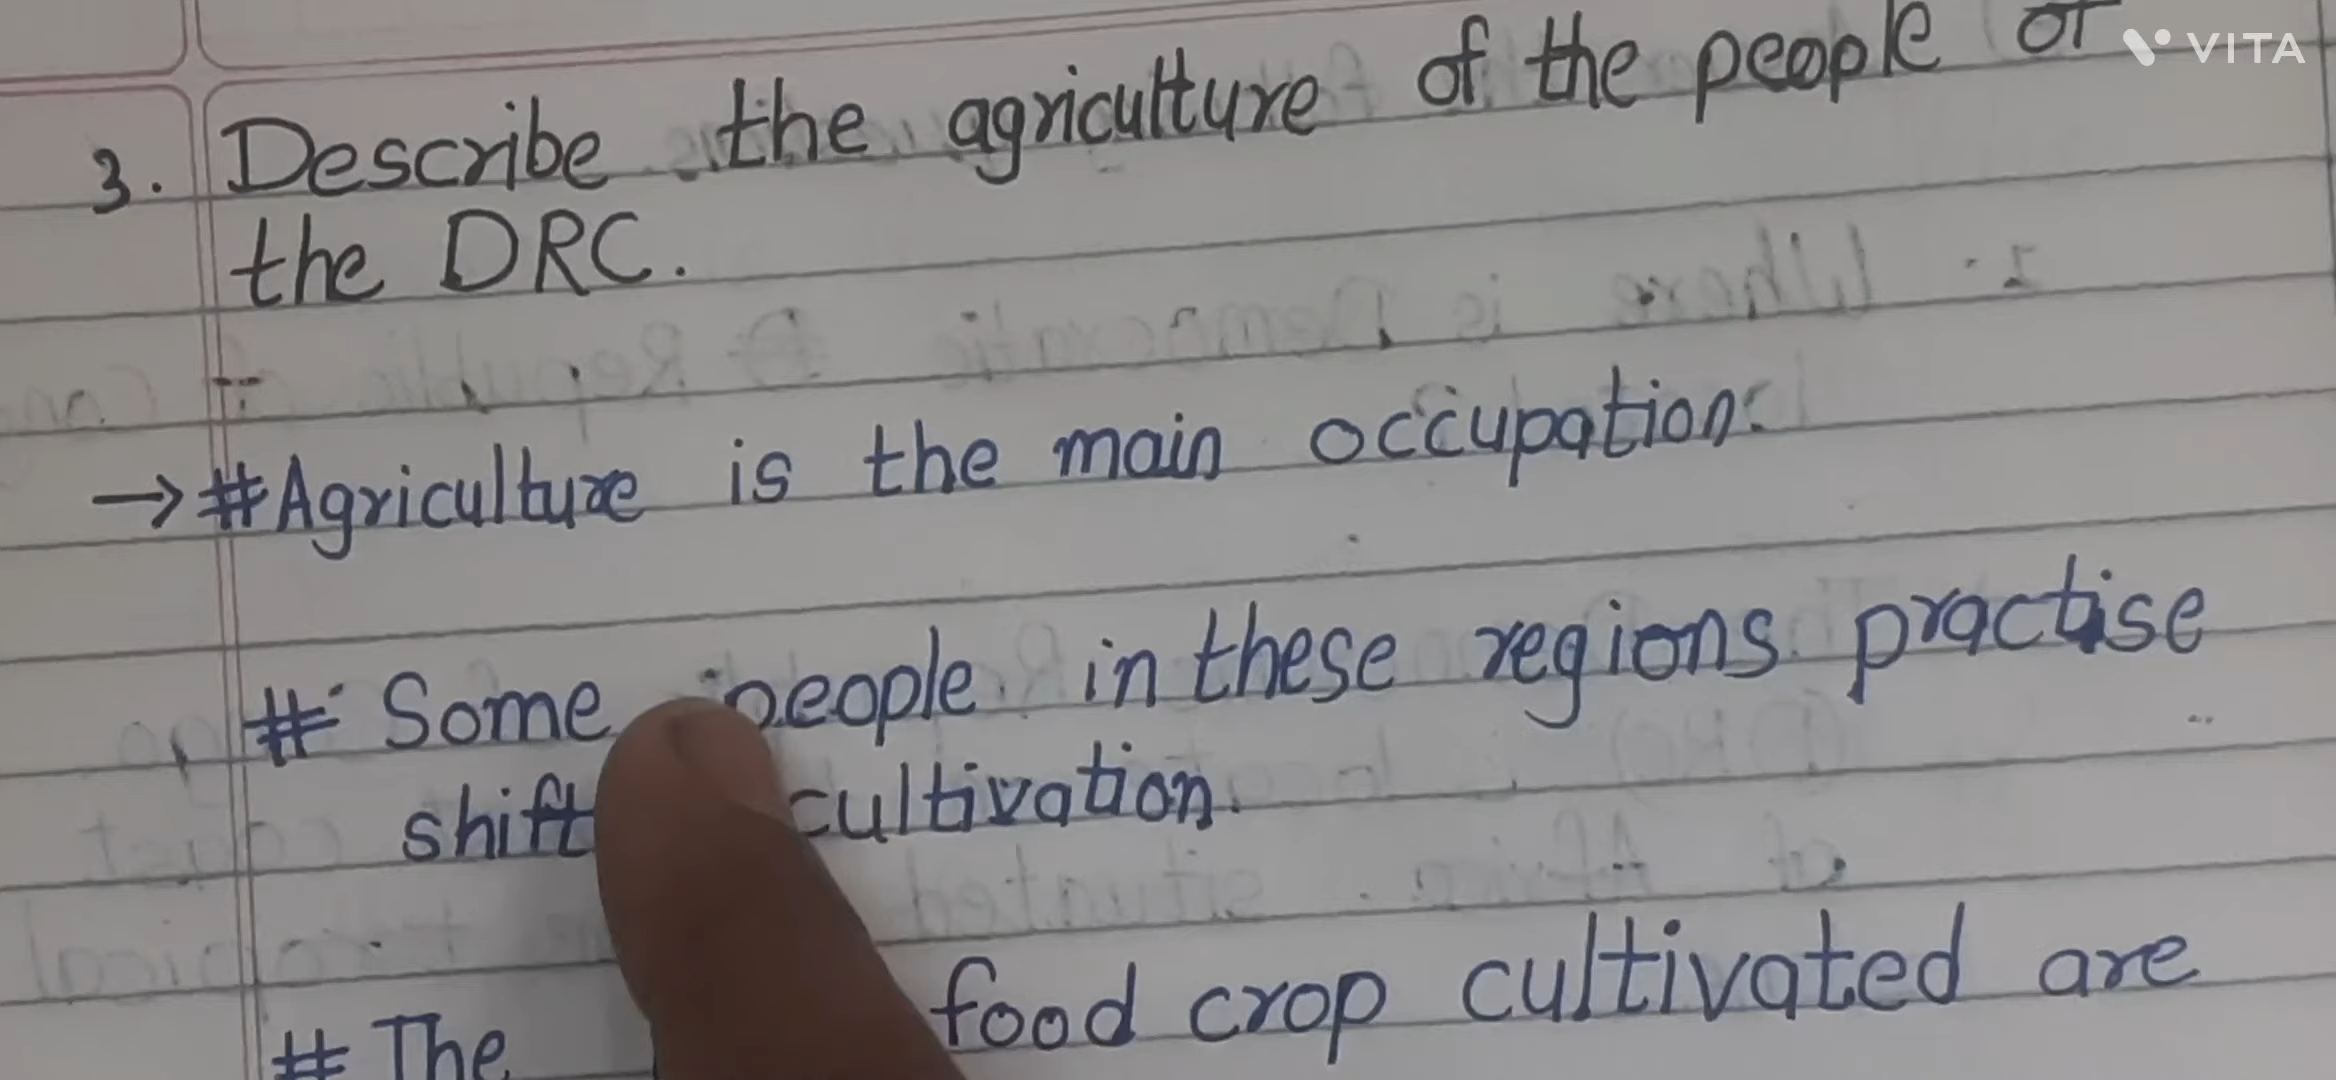 VITA
3. Describe the agriculture of the people of
the DRC.
→ # Agriculture is the main occupation.
# Some people in these regions practise
shift cultivation.
# The food crop cultivated are